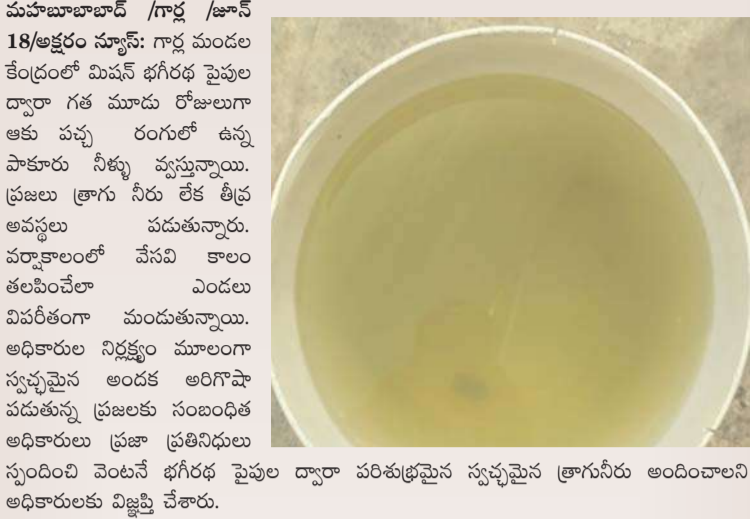 మహబూబాబాద్ /గార్ల /జూన్
18/అక్షరం న్యూస్: గార్ల మండల
కేంద్రంలో మిషన్ భగీరథ పైపుల
ద్వారా గత మూడు రోజులుగా
ఆకు పచ్చ రంగులో ఉన్న
పాకూరు నీళ్ళు వ్వస్తున్నాయి.
ప్రజలు త్రాగు నీరు లేక తీవ్ర
అవస్థలు పడుతున్నారు.
వర్షాకాలంలో వేసవి కాలం
తలపించేలా ఎండలు
విపరీతంగా మండుతున్నాయి.
అధికారుల నిర్లక్ష్యం మూలంగా
స్వచ్ఛమైన అందక అరిగొషా
పడుతున్న ప్రజలకు సంబంధిత
అధికారులు ప్రజా ప్రతినిధులు
స్పందించి వెంటనే భగీరథ పైపుల ద్వారా పరిశుభ్రమైన స్వచ్ఛమైన త్రాగునీరు అందించాలని
అధికారులకు విజ్ఞప్తి చేశారు.